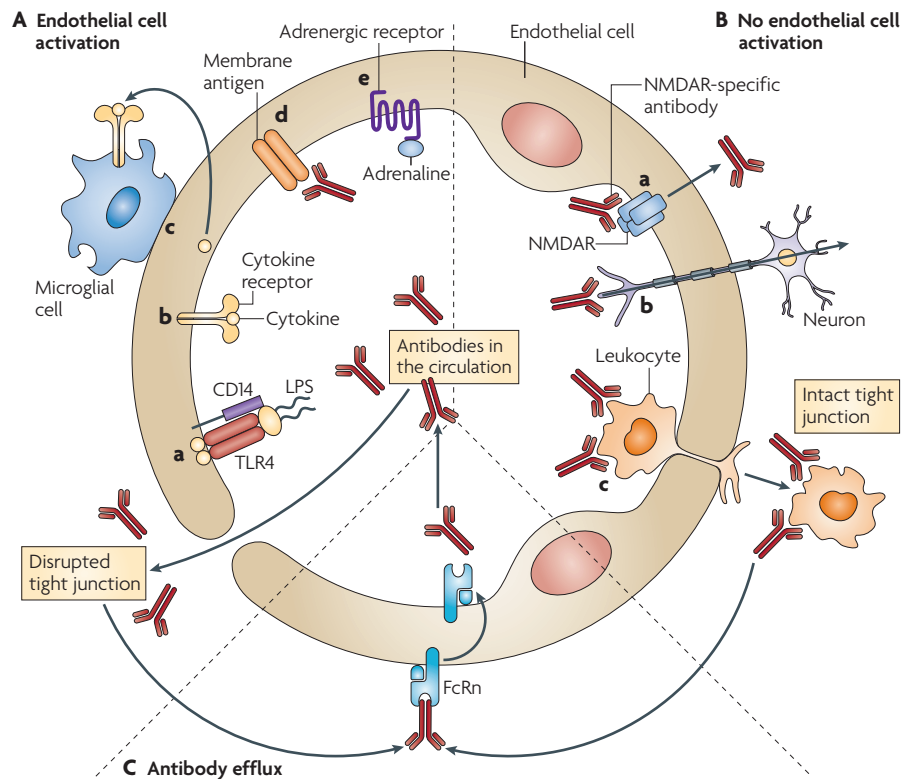 A Endothelial cell
activation
Adrenergic receptor
Endothelial cell
B No endothelial cell
activation
Membrane
antigen
e
d
NMDAR-specific
antibody
Adrenaline
a
NMDAR
c
Microglial
cell
Cytokine
receptor
b
Cytokine
b
Neuron
Antibodies in
the circulation
Leukocyte
CD14
LPS
a
TLR4
Intact tight
junction
c
Disrupted
tight junction
FcRn
C Antibody efflux